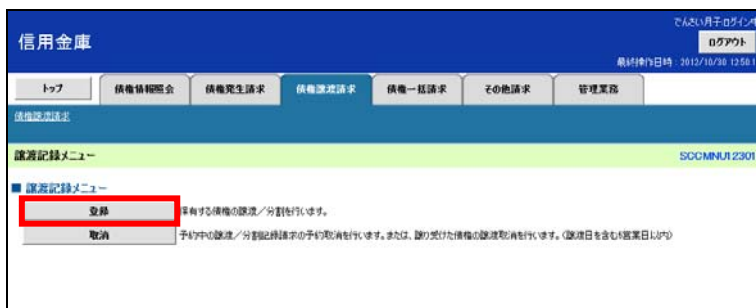 でんさい月子:ログイン中
信用金庫
ログアウト
最終操作日時:2012/10/30 12:50:1
トップ 債権情報照会 債権発生請求 債権譲渡請求 債権一括請求 その他請求 管理業務
債権譲渡請求
譲渡記録メニュー SCCMNU12301
■ 譲渡記録メニュー
登録 保有する債権の譲渡/分割を行います。
取消 予約中の譲渡/分割記録請求の予約取消を行います。または、譲り受けた債権の譲渡取消を行います。(譲渡日を含む6営業日以内)